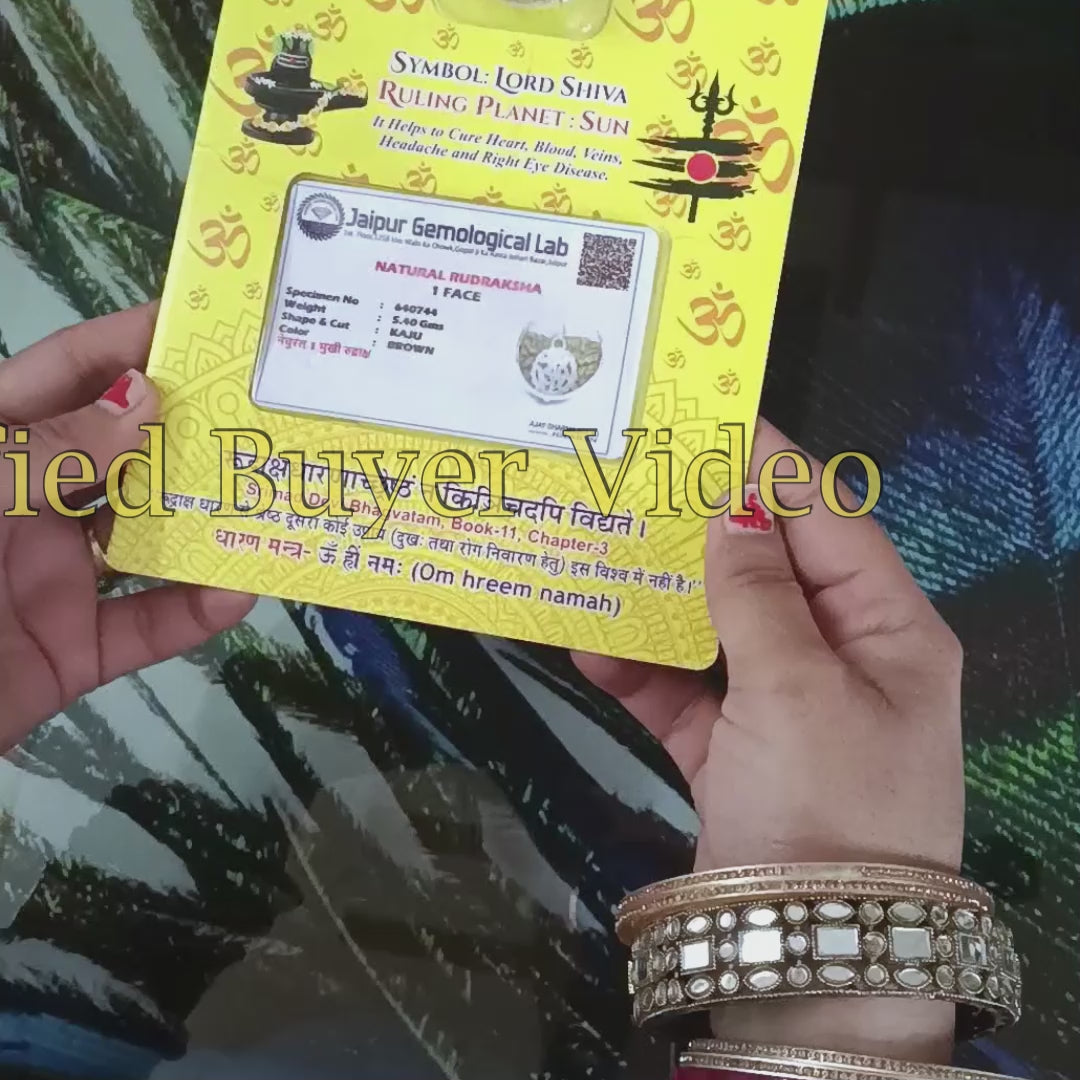 SYMBOL: LORD SHIVA
RULING PLANET : SUN
It Helps to Cure Heart, Blood, Veins,
Headache and Right Eye Disease.
Jaipur Gemological Lab
NATURAL RUDRAKSHA
1 FACE
Specimen No : 640744
Weight : 5.40 Gms
Shape & Cut : KAJU
Color : BROWN
1 मुखी रुद्राक्ष
fied Buyer Video
किञ्चिदपि विद्यते।
Bhagvatam, Book-11, Chapter-3
दूसरा कोई (दुखः तथा रोग निवारण हेतु) इस विश्व में नहीं है।''
धारण मन्त्र- ॐ ह्रीं नमः (Om hreem namah)